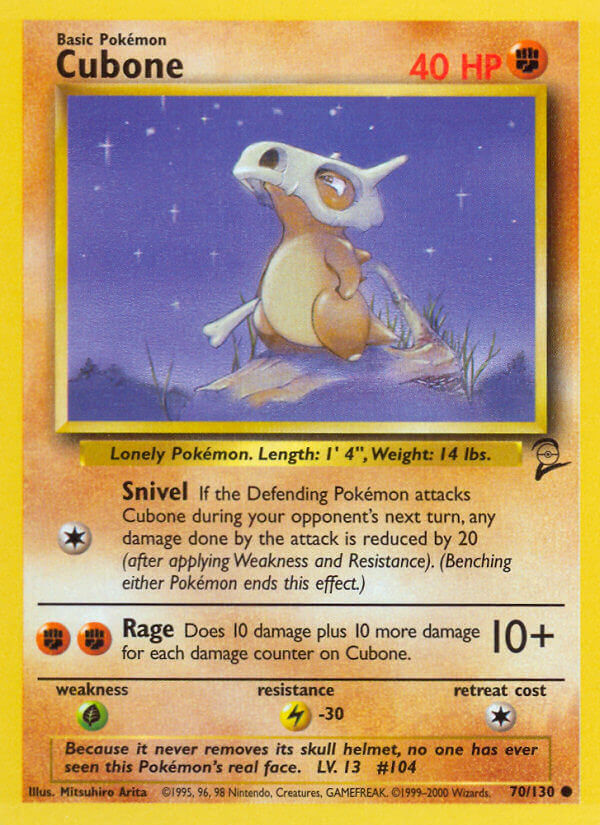 Basic Pokémon
Cubone
40 HP
Lonely Pokémon. Length: 1' 4", Weight: 14 lbs.
Snivel If the Defending Pokémon attacks
Cubone during your opponent's next turn, any
damage done by the attack is reduced by 20
(after applying Weakness and Resistance). (Benching
either Pokémon ends this effect.)
Rage Does 10 damage plus 10 more damage 10+
for each damage counter on Cubone.
weakness resistance retreat cost
-30
Because it never removes its skull helmet, no one has ever
seen this Pokémon's real face. LV. 13 #104
Illus. Mitsuhiro Arita ©1995, 96, 98 Nintendo, Creatures, GAMEFREAK. ©1999-2000 Wizards. 70/130